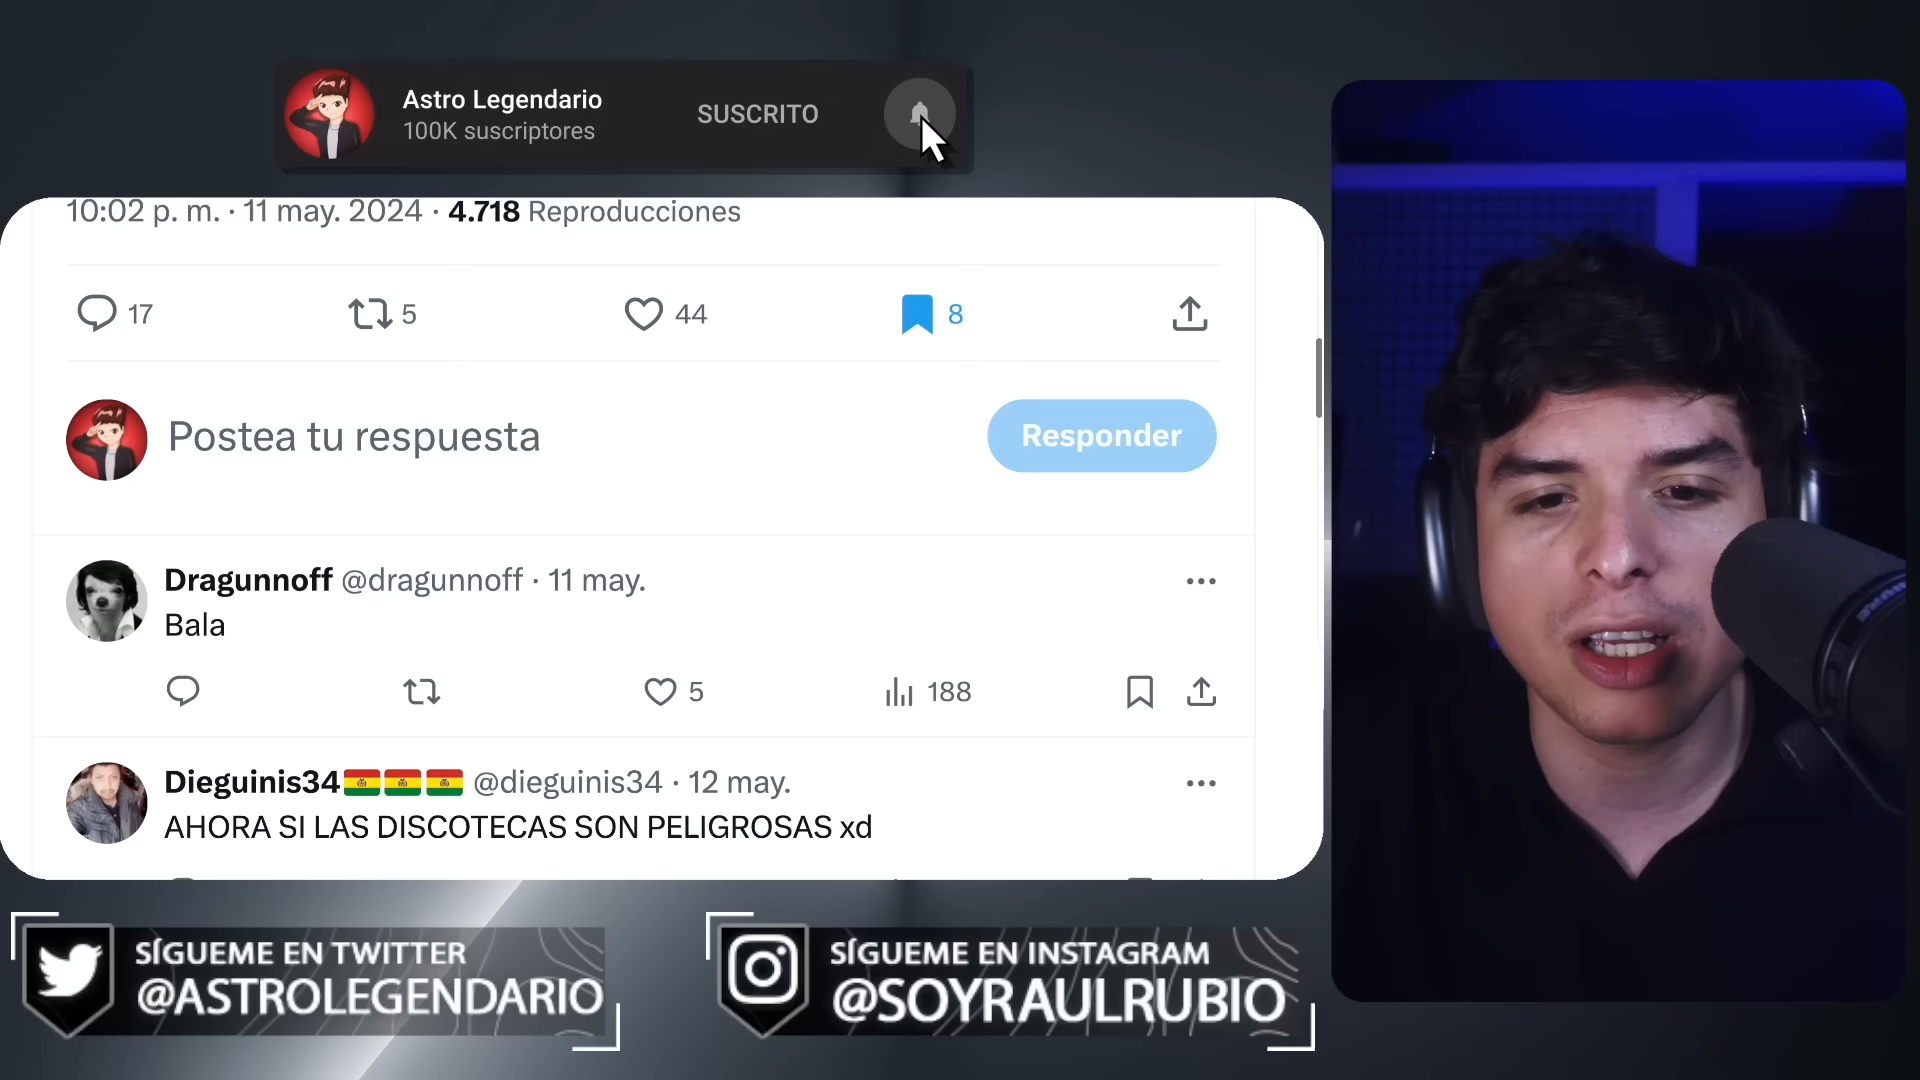 Astro Legendario
100K suscriptores
SUSCRITO
10:02 p. m. · 11 may. 2024 · 4.718 Reproducciones
17
5
44
8
Postea tu respuesta
Responder
Dragunnoff @dragunnoff · 11 may.
Bala
5
188
Dieguinis34🇧🇴🇧🇴🇧🇴 @dieguinis34 · 12 may.
AHORA SI LAS DISCOTECAS SON PELIGROSAS xd
SÍGUEME EN TWITTER
@ASTROLEGENDARIO
SÍGUEME EN INSTAGRAM
@SOYRAULRUBIO